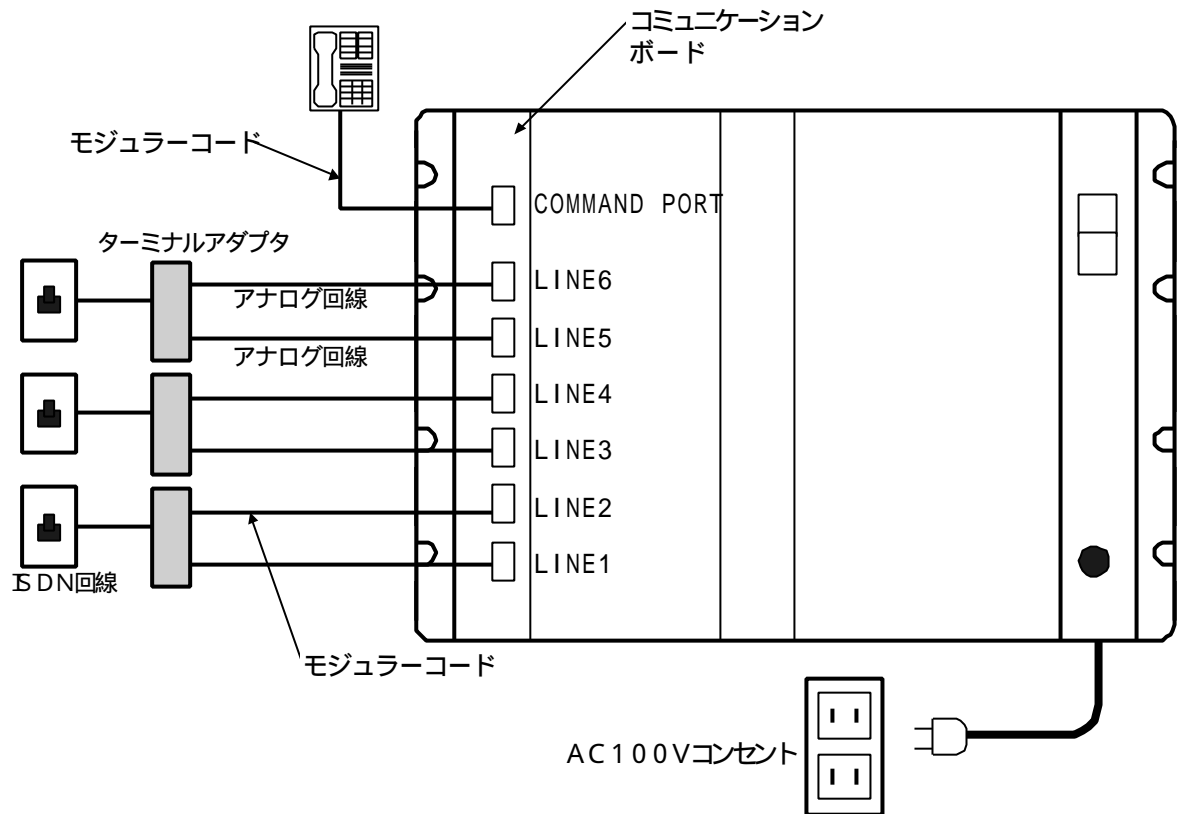 コミュニケーション
ボード
モジュラーコード
COMMAND PORT
ターミナルアダプタ
LINE6
アナログ回線
LINE5
アナログ回線
LINE4
LINE3
LINE2
LINE1
ISDN回線
モジュラーコード
AC100Vコンセント